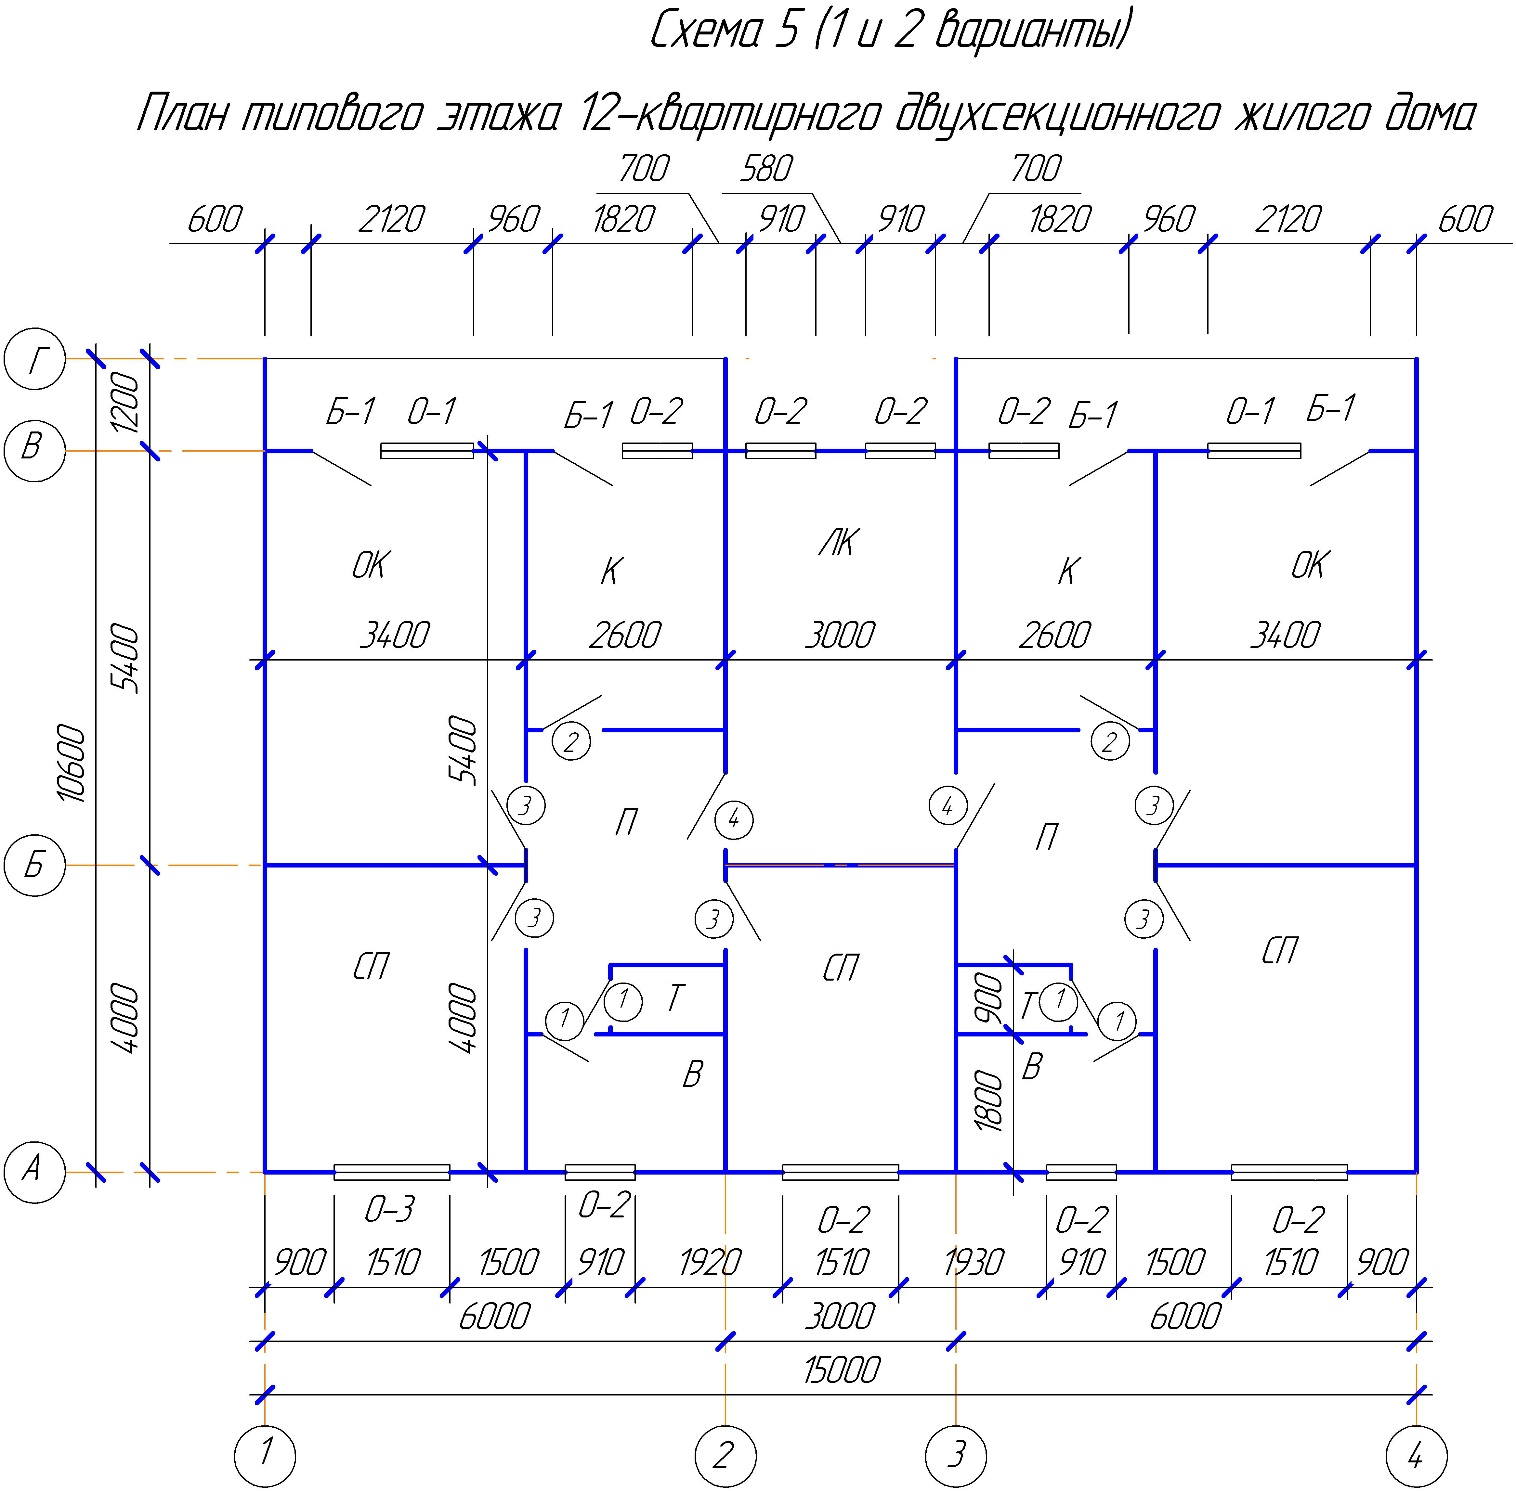 Схема 5 (1 и 2 варианты)
План типового этажа 12-квартирного двухсекционного жилого дома
700 580 700
600 2120 960 1820 910 910 1820 960 2120 600
Г
1200
Б-1 О-1 Б-1 О-2 О-2 О-2 О-2 Б-1 О-1 Б-1
В
ОК К ЛК К ОК
3400 2600 3000 2600 3400
5400
10600
5400
2 2
3 4 4 3
П П
Б
3 3 3
СП СП СП
4000
4000
1 1 Т 900 Т 1 1
В 1800 В
А
О-3 О-2 О-2 О-2 О-2
900 1510 1500 910 1920 1510 1930 910 1500 1510 900
6000 3000 6000
15000
1 2 3 4